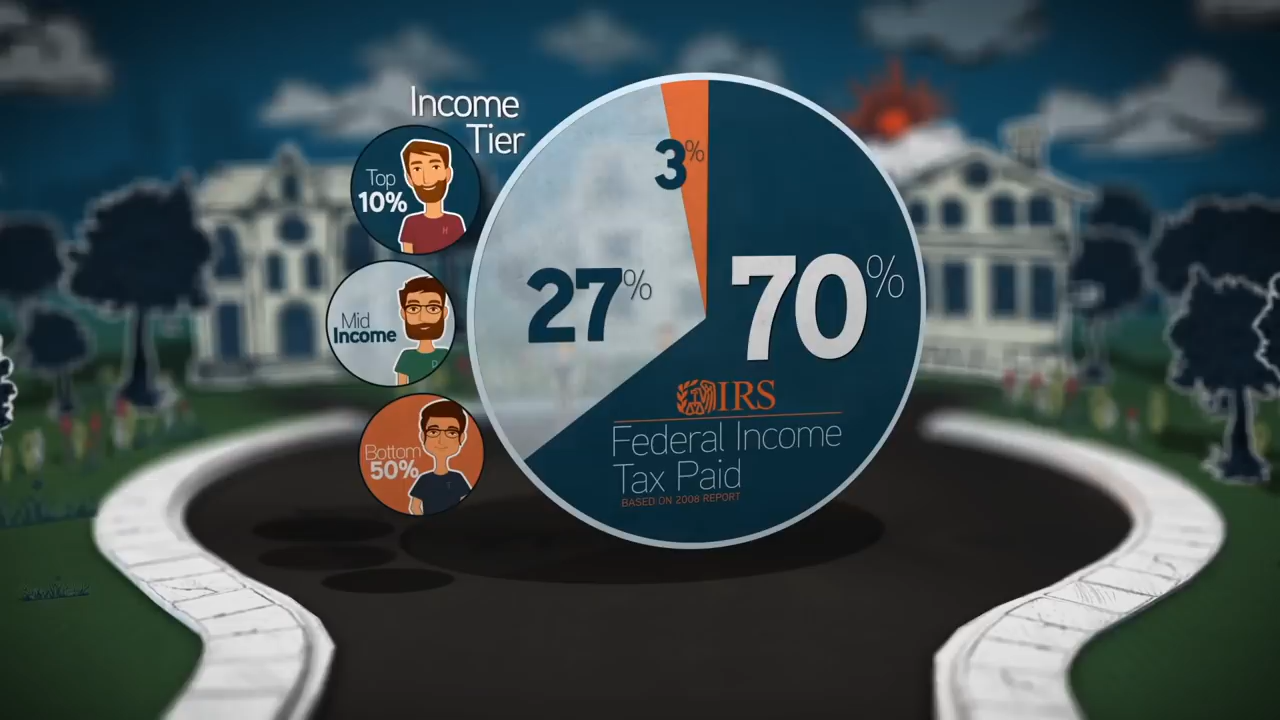 Income
Tier
Top
10%
Mid
Income
Bottom
50%
3%
27%
70%
IRS
Federal Income
Tax Paid
BASED ON 2008 REPORT
H
D
T